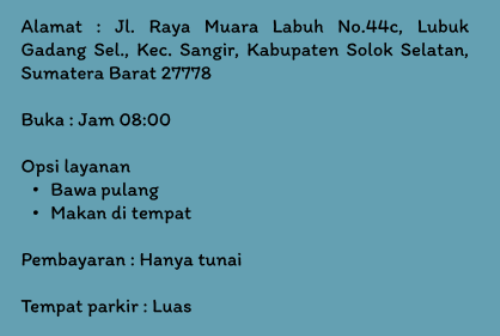 Alamat : Jl. Raya Muara Labuh No.44c, Lubuk
Gadang Sel., Kec. Sangir, Kabupaten Solok Selatan,
Sumatera Barat 27778
Buka : Jam 08:00
Opsi layanan
• Bawa pulang
• Makan di tempat
Pembayaran : Hanya tunai
Tempat parkir : Luas